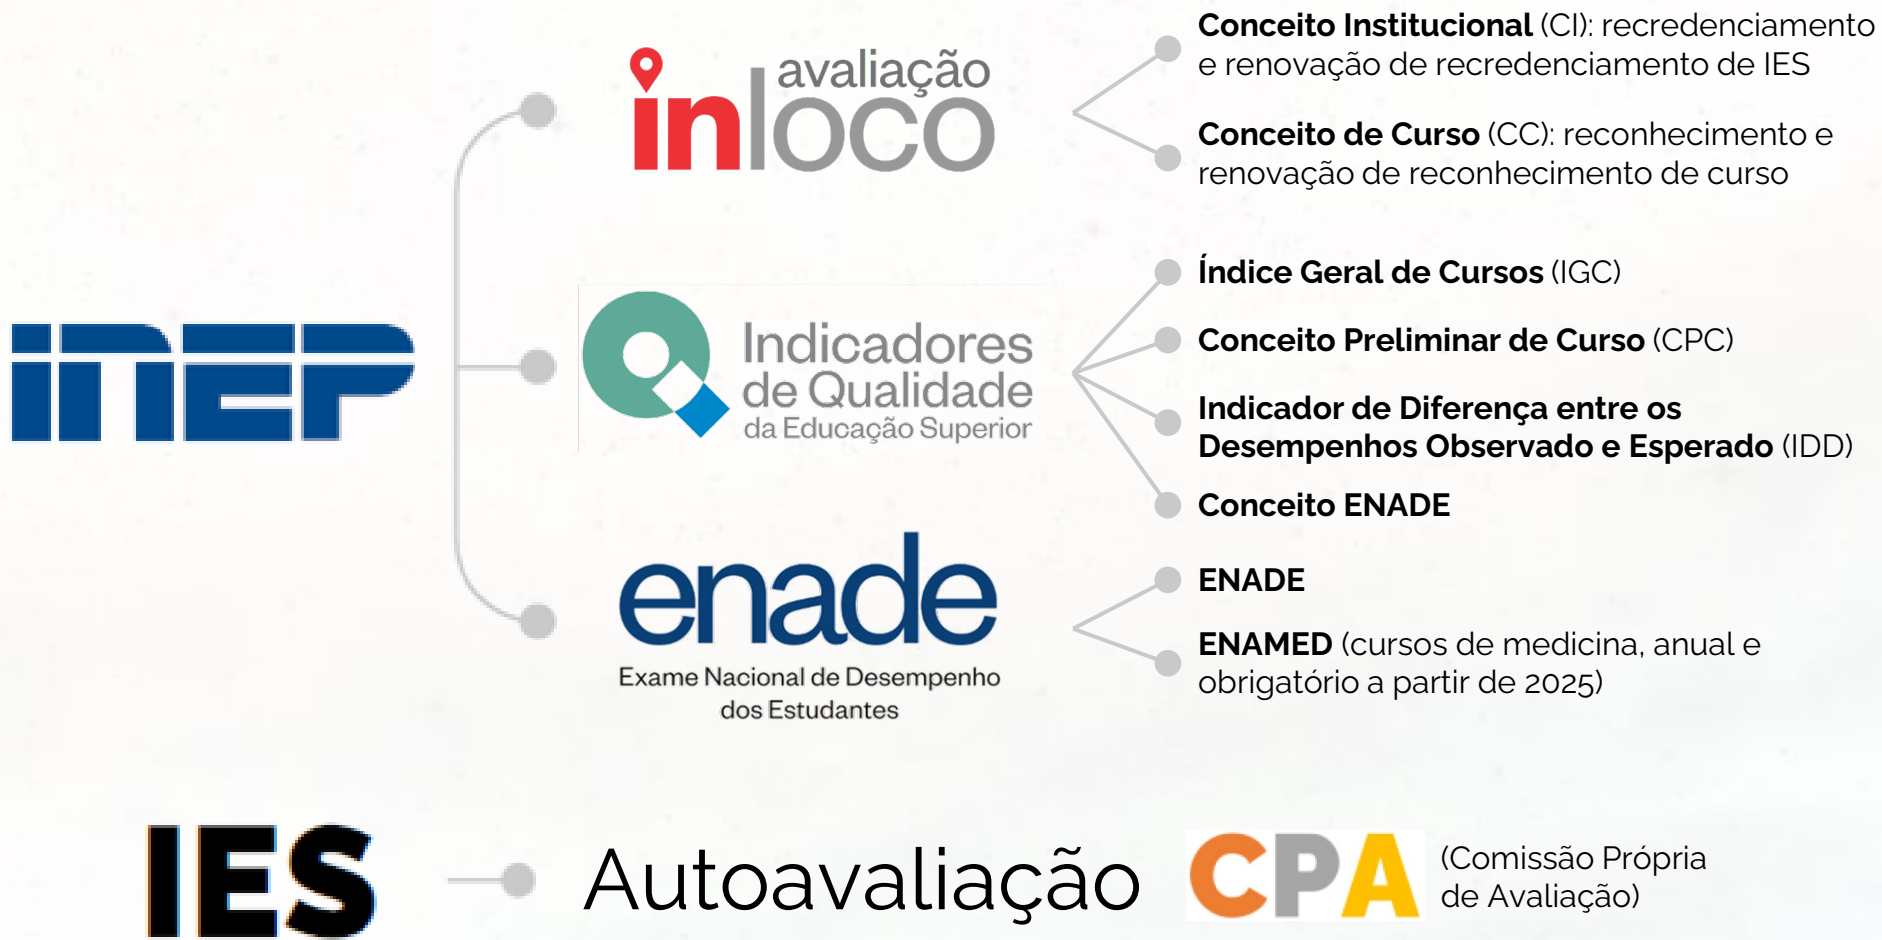 inep
avaliação
inloco
Conceito Institucional (CI): recredenciamento
e renovação de recredenciamento de IES
Conceito de Curso (CC): reconhecimento e
renovação de reconhecimento de curso
Indicadores
de Qualidade
da Educação Superior
Índice Geral de Cursos (IGC)
Conceito Preliminar de Curso (CPC)
Indicador de Diferença entre os
Desempenhos Observado e Esperado (IDD)
Conceito ENADE
enade
Exame Nacional de Desempenho
dos Estudantes
ENADE
ENAMED (cursos de medicina, anual e
obrigatório a partir de 2025)
IES
Autoavaliação
CPA
(Comissão Própria
de Avaliação)